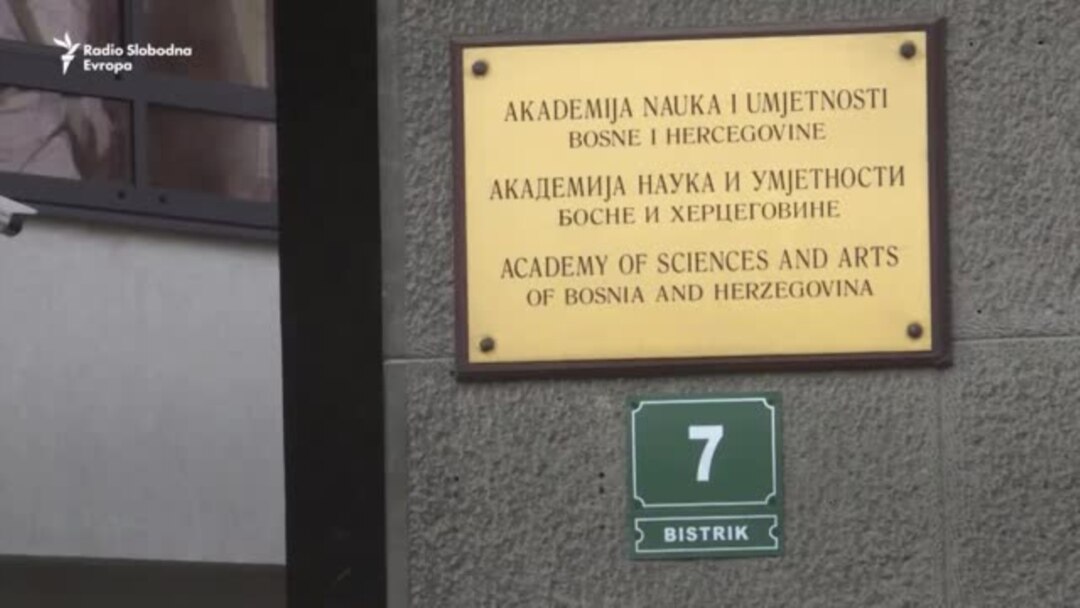 Radio Slobodna
Evropa
AKADEMIJA NAUKA I UMJETNOSTI
BOSNE I HERCEGOVINE
АКАДЕМИЈА НАУКА И УМЈЕТНОСТИ
БОСНЕ И ХЕРЦЕГОВИНЕ
ACADEMY OF SCIENCES AND ARTS
OF BOSNIA AND HERZEGOVINA
7
BISTRIK